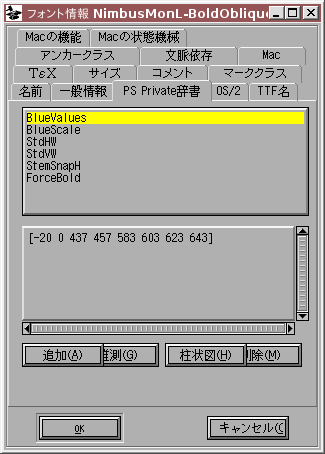 フォント情報 NimbusMonL-BoldOblique
Macの機能 Macの状態機械
アンカークラス 文脈依存 Mac
TεX サイズ コメント マーククラス
名前 一般情報 PS Private辞書 OS/2 TTF名
BlueValues
BlueScale
StdHW
StdVW
StemSnapH
ForceBold
[-20 0 437 457 583 603 623 643]
追加(A) 推測(G) 柱状図(H) 削除(M)
OK キャンセル(C